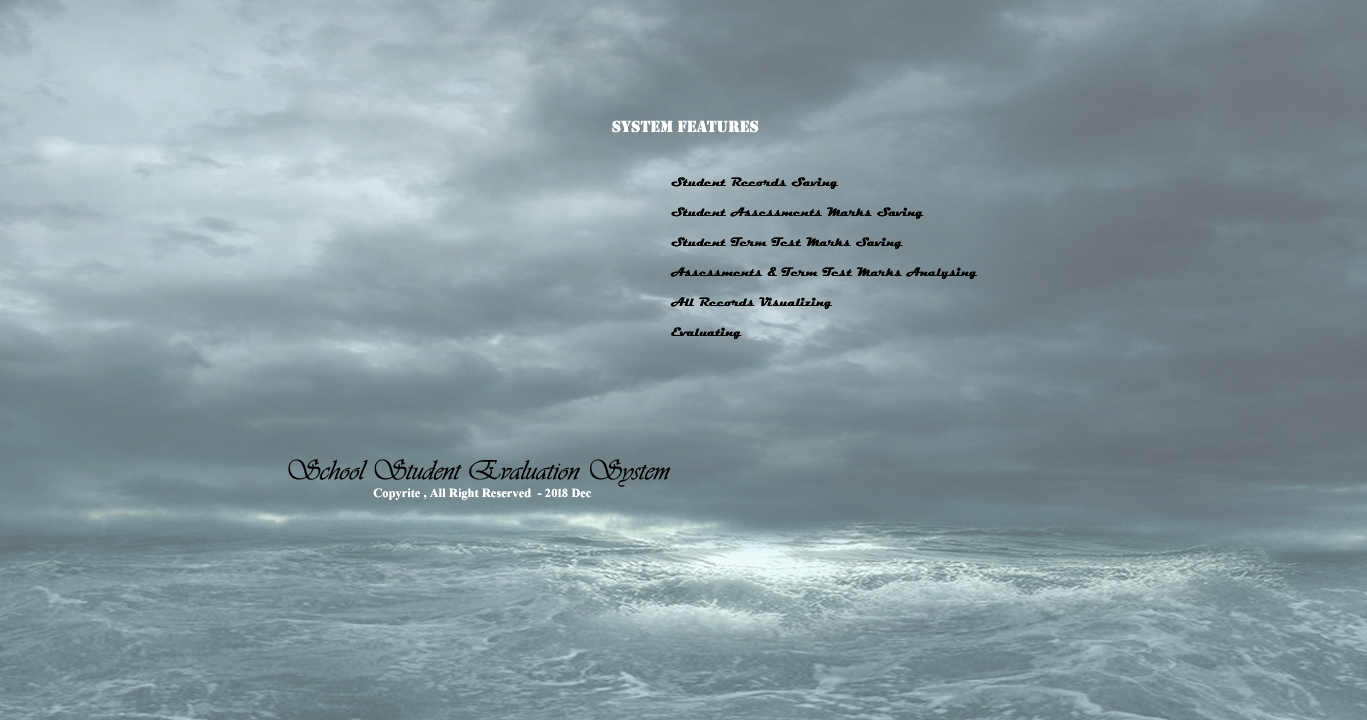 SYSTEM FEATURES
Student Records Saving
Student Assessments Marks Saving
Student Term Test Marks Saving
Assessments & Term Test Marks Analysing
All Records Visualizing
Evaluating
School Student Evaluation System
Copyrite , All Right Reserved - 2018 Dec